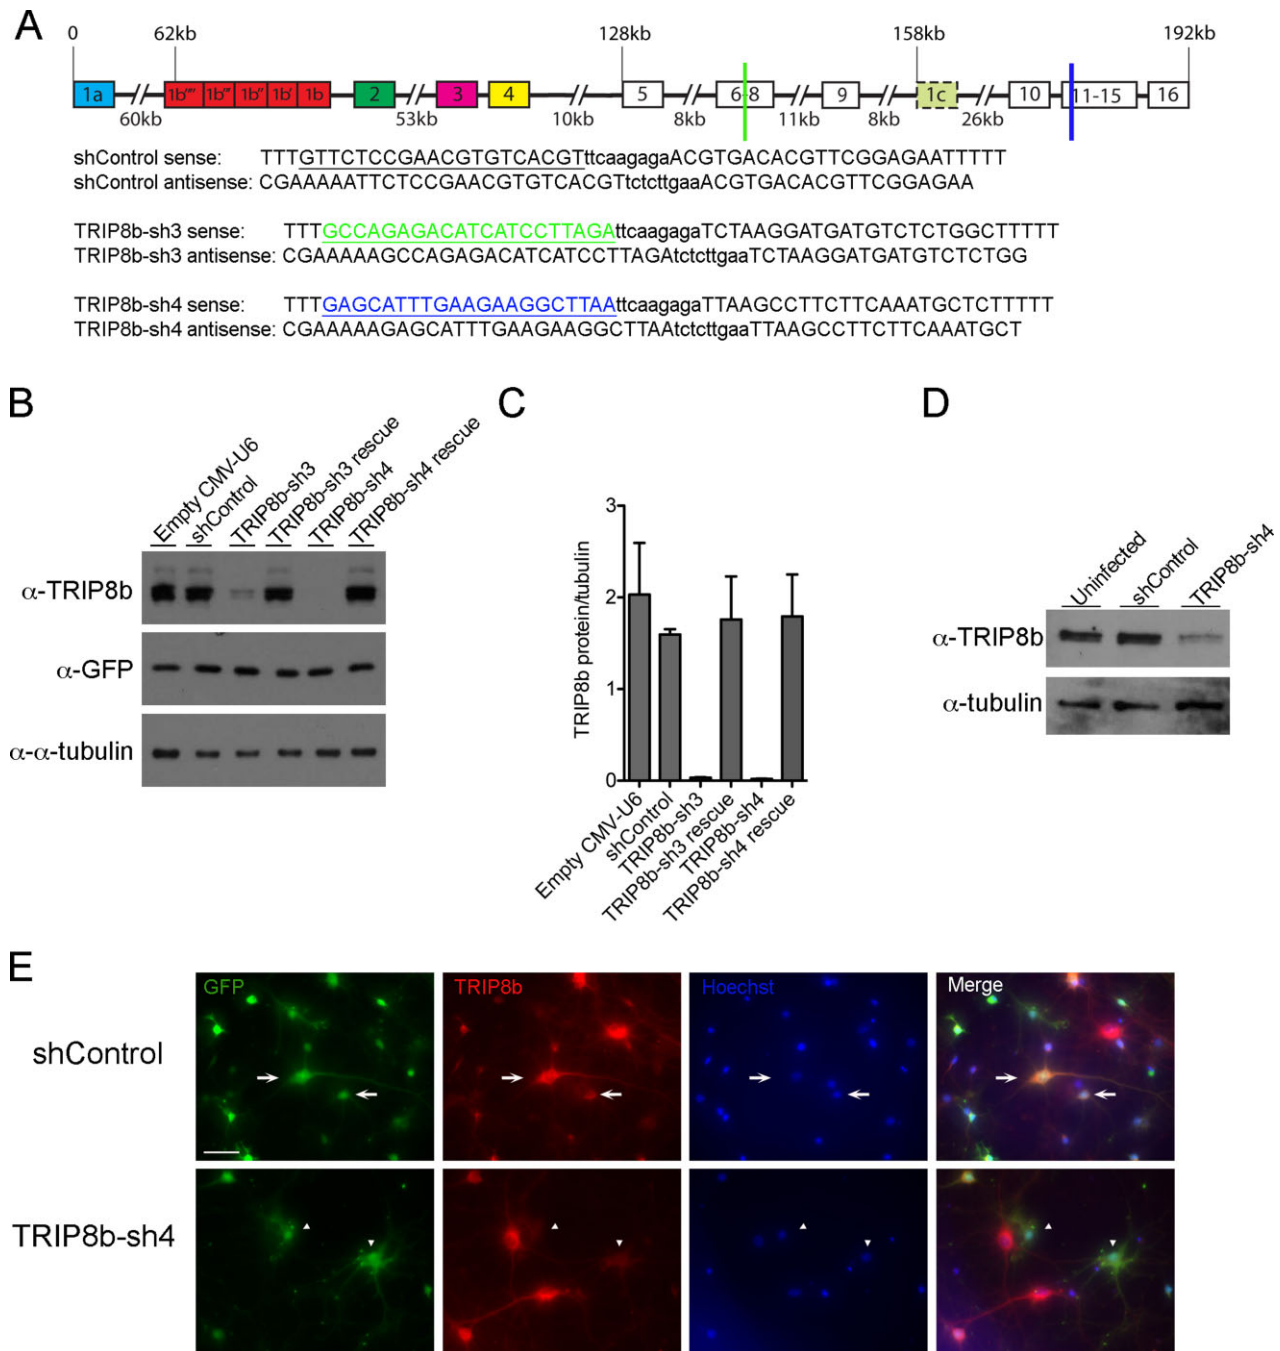 A
0 62kb 128kb 158kb 192kb
1a 1b"" 1b"' 1b" 1b' 1b 2 3 4 5 6-8 9 1c 10 11-15 16
60kb 53kb 10kb 8kb 11kb 8kb 26kb
shControl sense: TTTGTTCTCCGAACGTGTCACGTttcaagagaACGTGACACGTTCGGAGAATTTTT
shControl antisense: CGAAAAATTCTCCGAACGTGTCACGTtctcttgaaACGTGACACGTTCGGAGAA
TRIP8b-sh3 sense: TTTGCCAGAGACATCATCCTTAGAttcaagagaTCTAAGGATGATGTCTCTGGCTTTTT
TRIP8b-sh3 antisense: CGAAAAAGCCAGAGACATCATCCTTAGAtctcttgaaTCTAAGGATGATGTCTCTGG
TRIP8b-sh4 sense: TTTGAGCATTTGAAGAAGGCTTAAttcaagagaTTAAGCCTTCTTCAAATGCTCTTTTT
TRIP8b-sh4 antisense: CGAAAAAGAGCATTTGAAGAAGGCTTAAtctcttgaaTTAAGCCTTCTTCAAATGCT
B
Empty CMV-U6
shControl
TRIP8b-sh3
TRIP8b-sh3 rescue
TRIP8b-sh4
TRIP8b-sh4 rescue
α-TRIP8b
α-GFP
α-α-tubulin
C
TRIP8b protein/tubulin
3
2
1
0
Empty CMV-U6
shControl
TRIP8b-sh3
TRIP8b-sh3 rescue
TRIP8b-sh4
TRIP8b-sh4 rescue
D
Uninfected
shControl
TRIP8b-sh4
α-TRIP8b
α-tubulin
E
GFP TRIP8b Hoechst Merge
shControl
TRIP8b-sh4